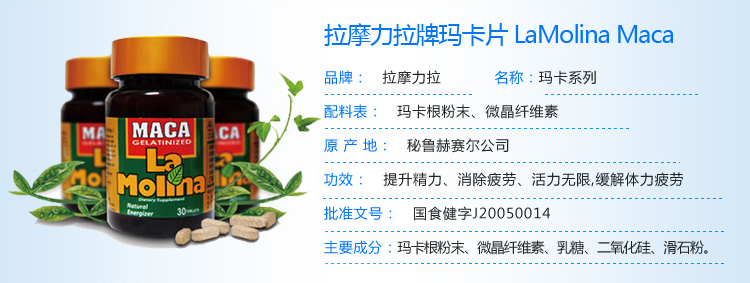 拉摩力拉牌玛卡片 LaMolina Maca
品牌： 拉摩力拉 名称：玛卡系列
配料表： 玛卡根粉末、微晶纤维素
原 产 地： 秘鲁赫赛尔公司
功效： 提升精力、消除疲劳、活力无限,缓解体力疲劳
批准文号： 国食健字J20050014
主要成分：玛卡根粉末、微晶纤维素、乳糖、二氧化硅、滑石粉。
MACA
GELATINIZED
La
Molina
Dietary Supplement
Natural
Energizer
30 TABLETS